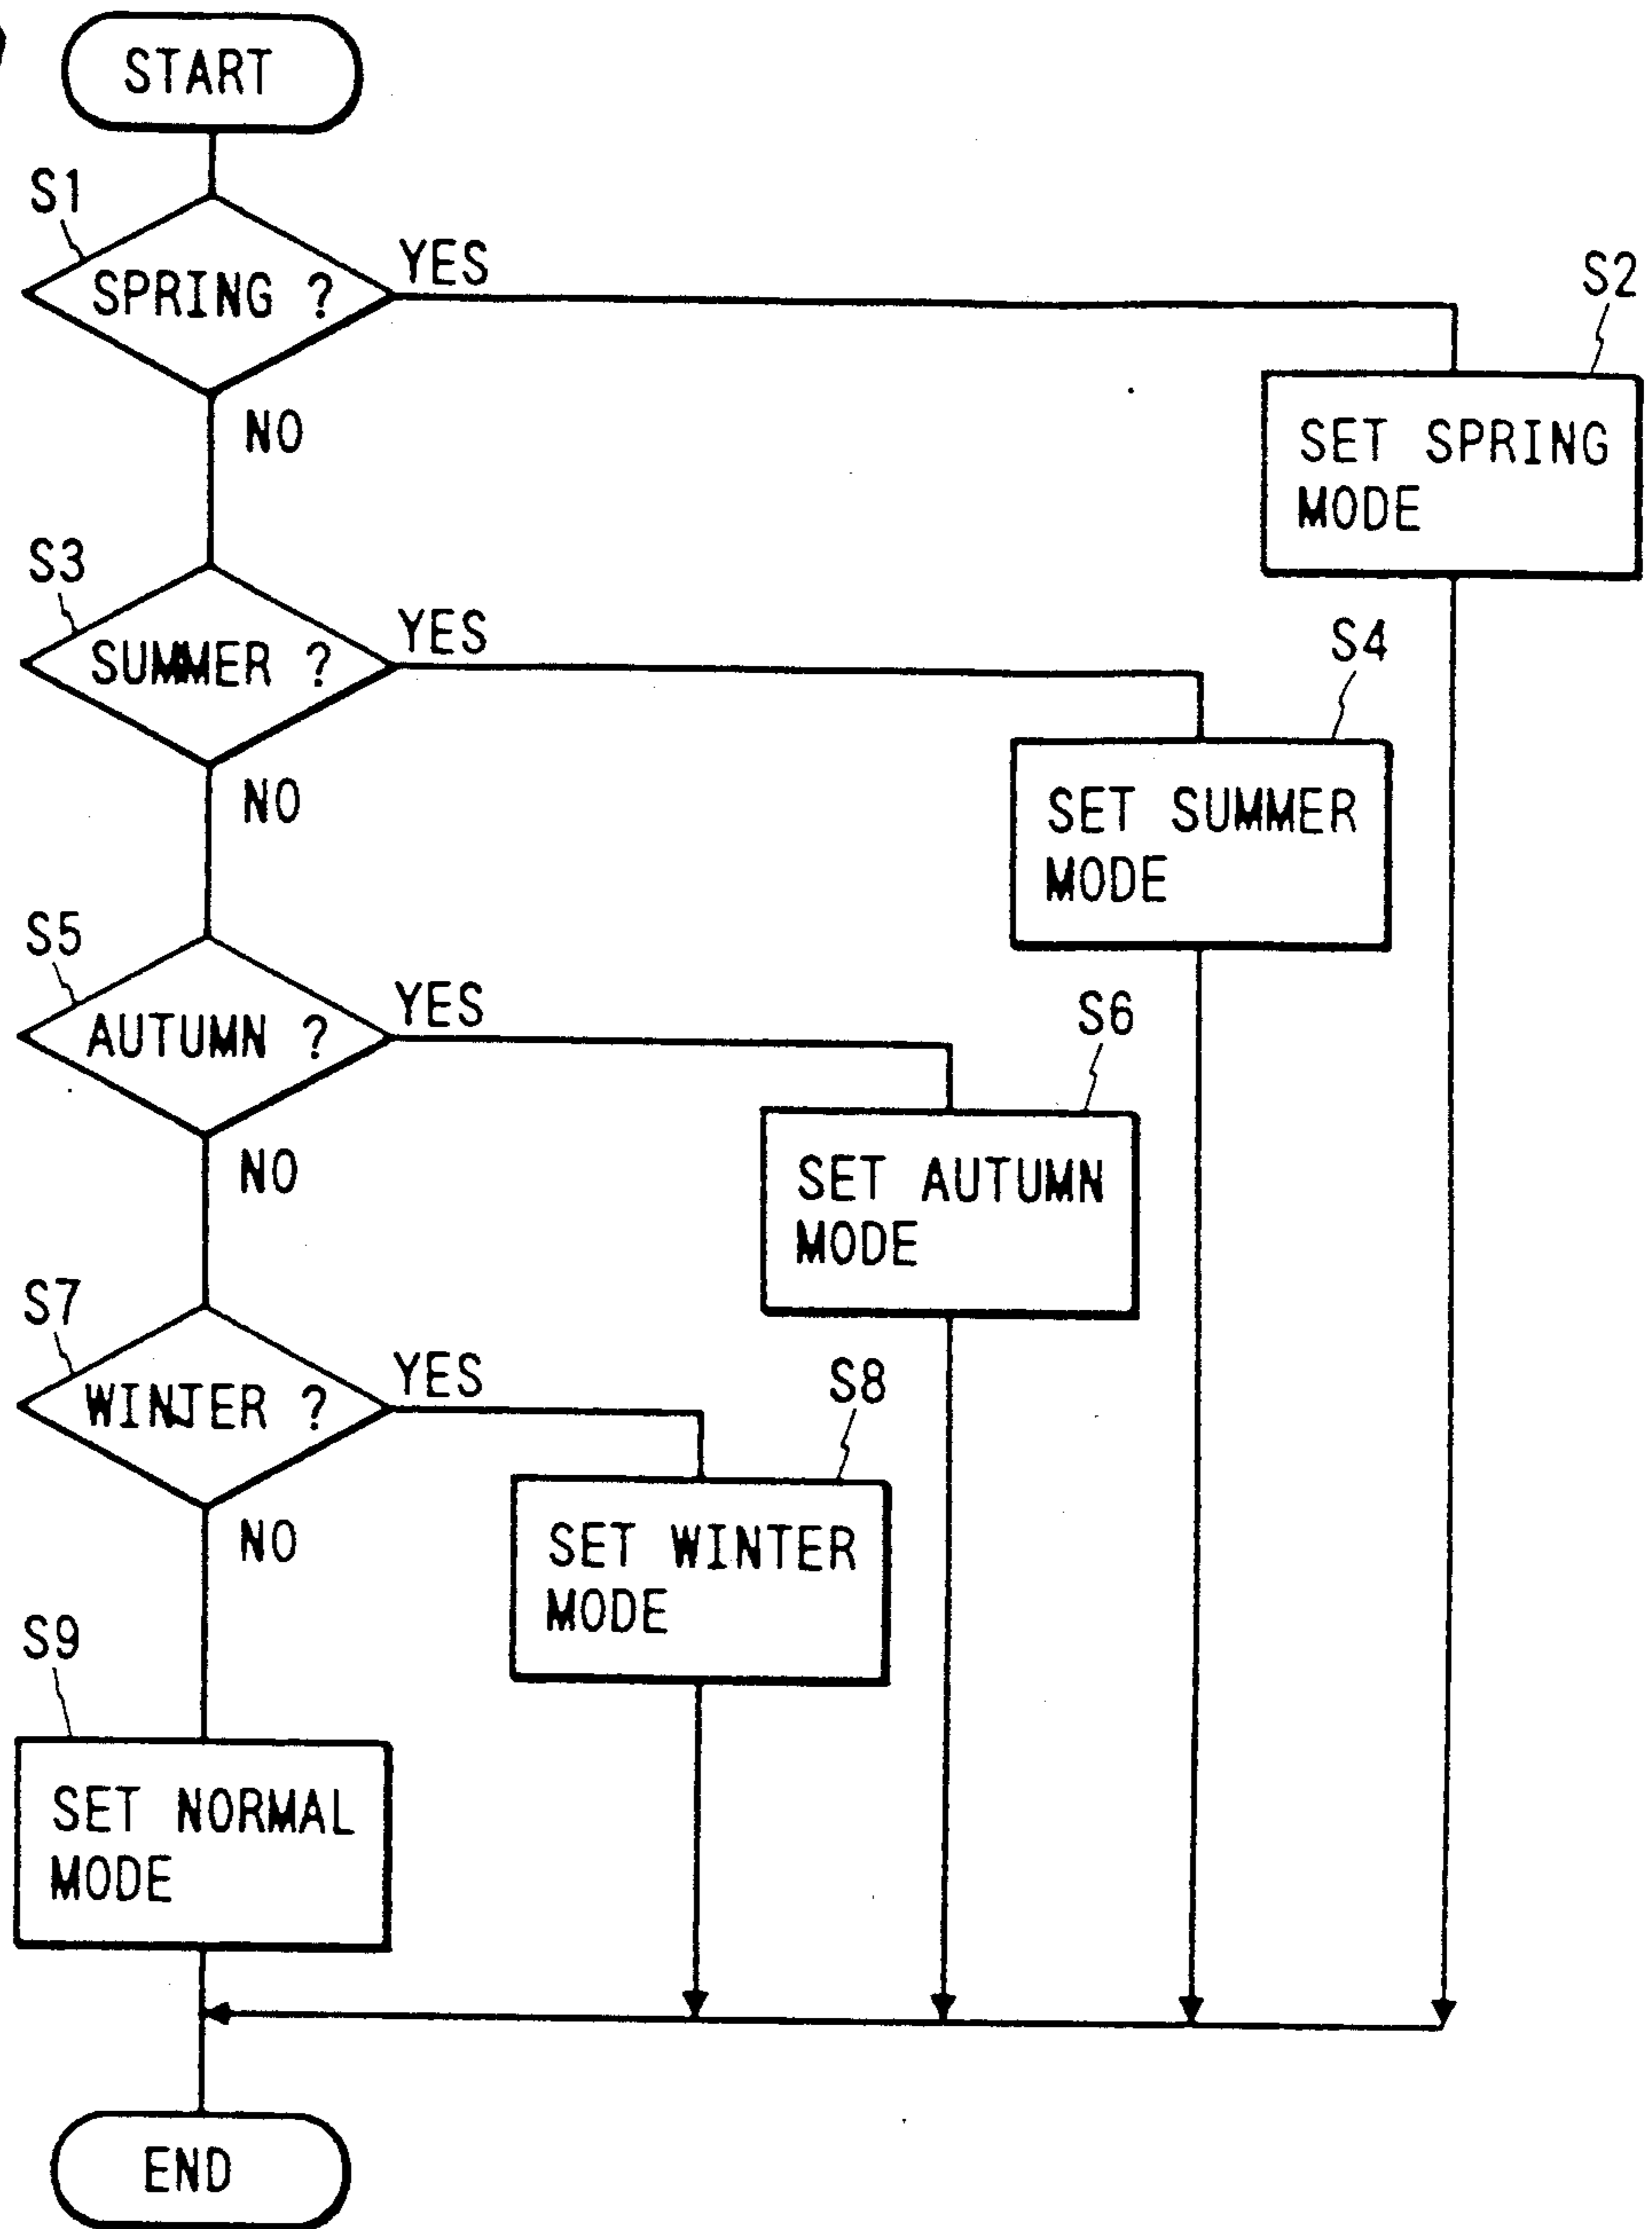 START
S1
SPRING ?
YES
NO
S2
SET SPRING
MODE
S3
SUMMER ?
YES
NO
S4
SET SUMMER
MODE
S5
AUTUMN ?
YES
NO
S6
SET AUTUMN
MODE
S7
WINTER ?
YES
NO
S8
SET WINTER
MODE
S9
SET NORMAL
MODE
END